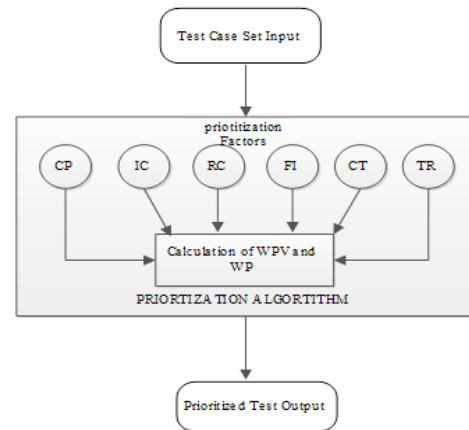 Test Case Set Input
priotitization
Factors
CP IC RC FI CT TR
Calculation of WPV and
WP
PRIORTIZATION ALGORTITHM
Prioritized Test Output